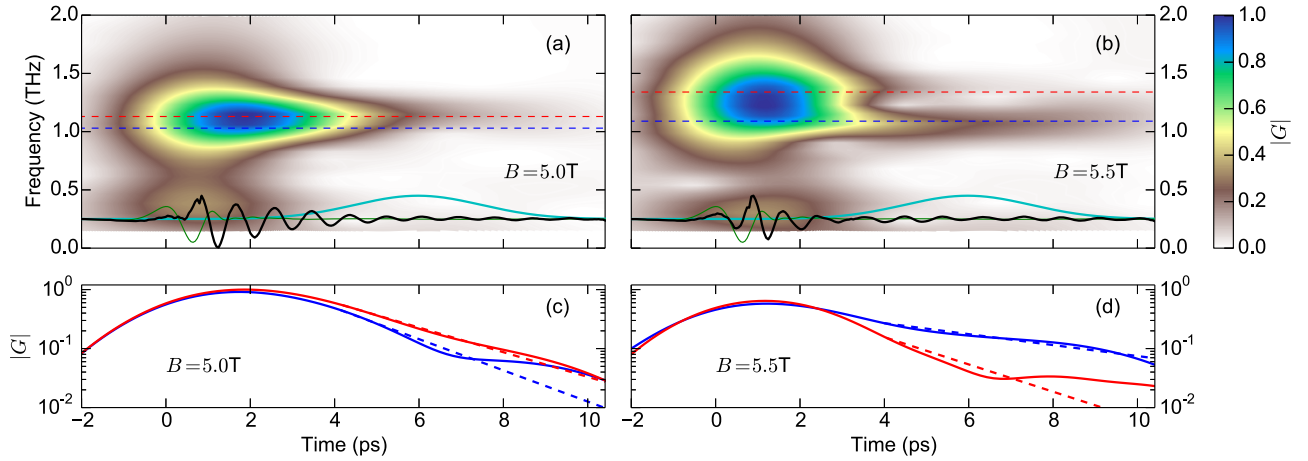 2.0
1.5
1.0
0.5
0.0
Frequency (THz)
(a)
B=5.0T
(b)
B=5.5T
2.0
1.5
1.0
0.5
0.0
1.0
0.8
0.6
0.4
0.2
0.0
|G|
10⁰
10⁻¹
10⁻²
|G|
(c)
B=5.0T
−2 0 2 4 6 8 10
Time (ps)
(d)
B=5.5T
10⁰
10⁻¹
10⁻²
−2 0 2 4 6 8 10
Time (ps)